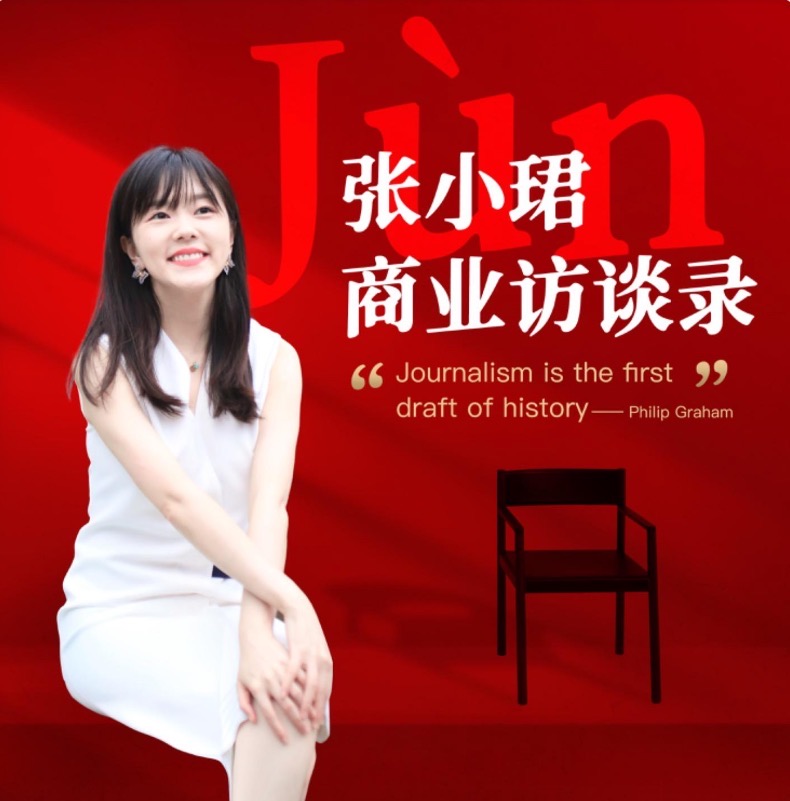 Jùn
张小珺
商业访谈录
“ Journalism is the first ”
draft of history —— Philip Graham